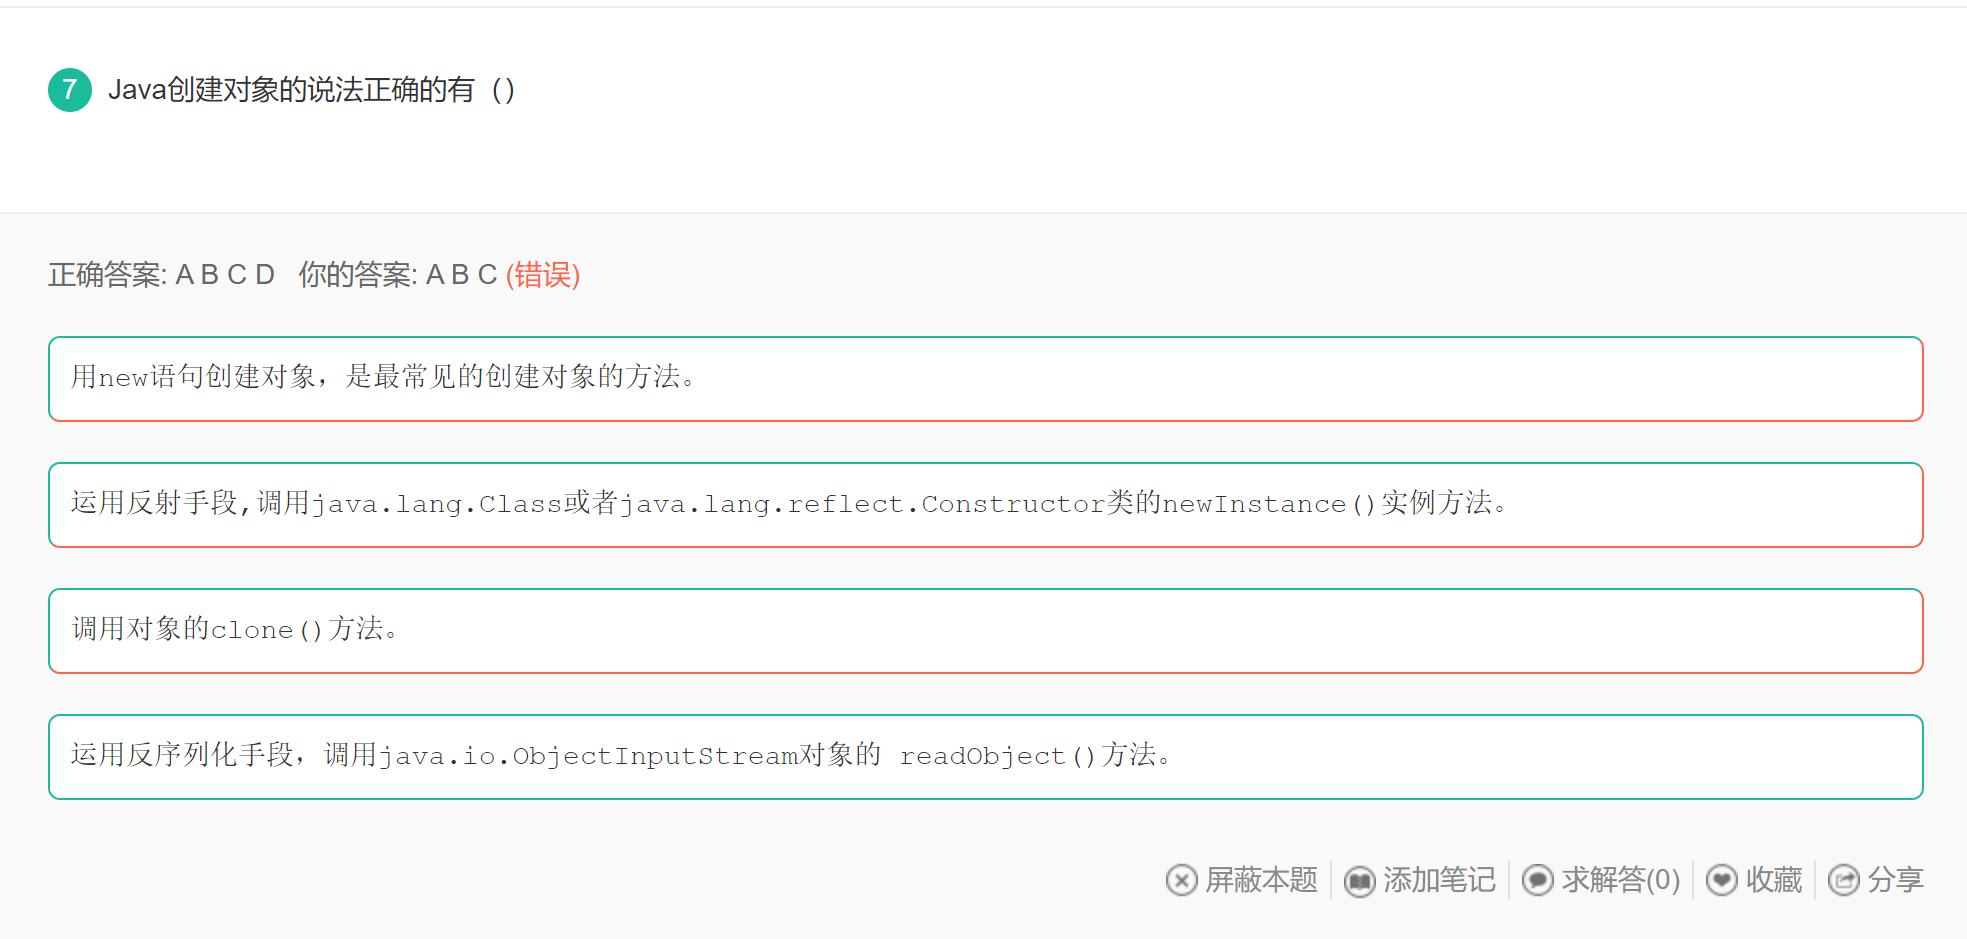 7 Java创建对象的说法正确的有（）
正确答案: A B C D 你的答案: A B C (错误)
用new语句创建对象，是最常见的创建对象的方法。
运用反射手段,调用java.lang.Class或者java.lang.reflect.Constructor类的newInstance()实例方法。
调用对象的clone()方法。
运用反序列化手段，调用java.io.ObjectInputStream对象的 readObject()方法。
屏蔽本题 添加笔记 求解答(0) 收藏 分享